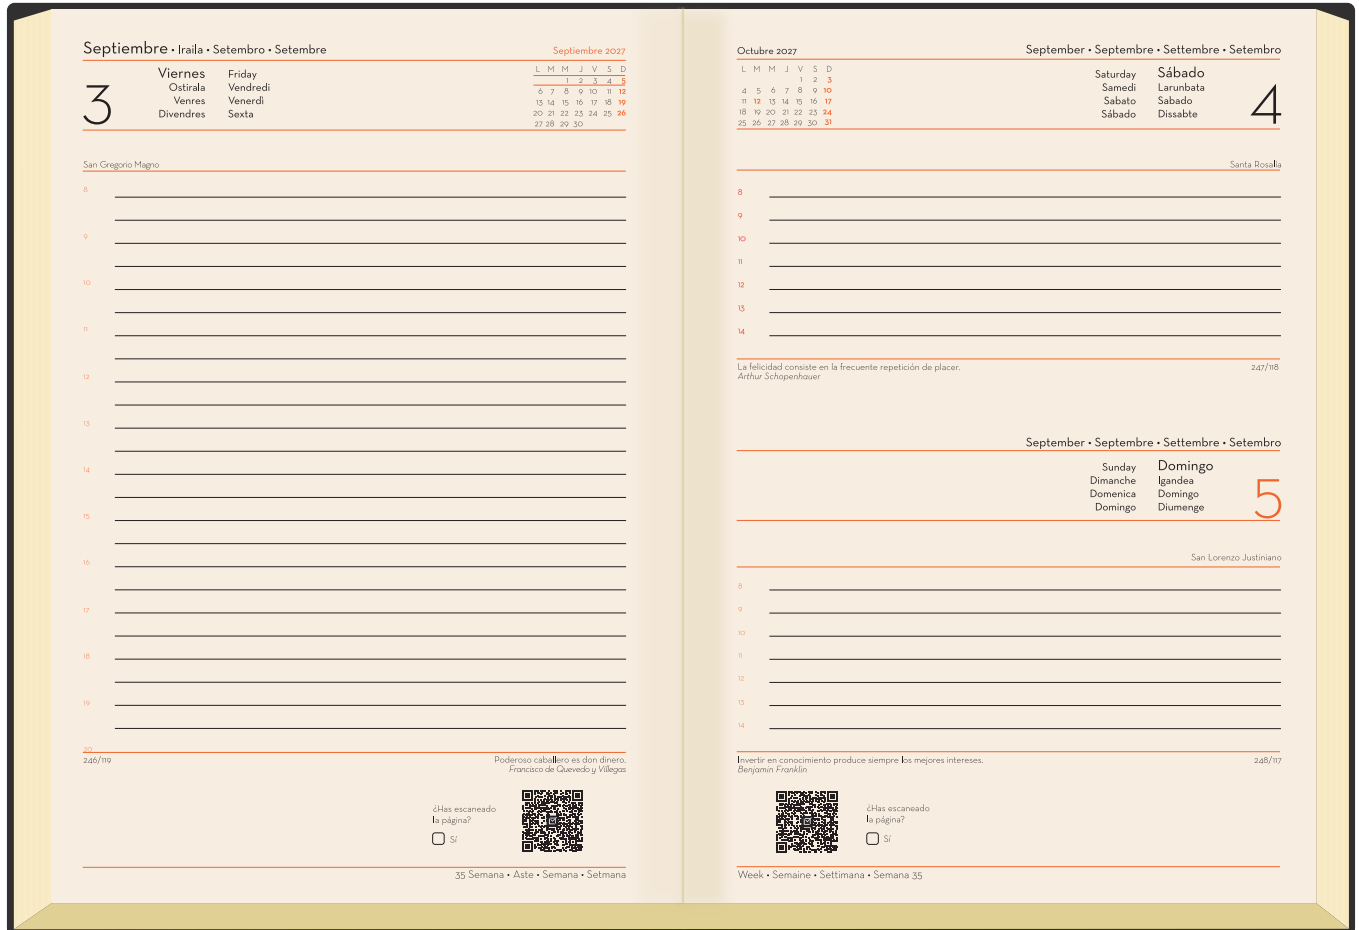 Septiembre • Iraila • Setembro • Setembre
Septiembre 2027
3
Viernes Friday
Ostirala Vendredi
Venres Venerdì
Divendres Sexta
L M M J V S D
1 2 3 4 5
6 7 8 9 10 11 12
13 14 15 16 17 18 19
20 21 22 23 24 25 26
27 28 29 30
San Gregorio Magno
8
9
10
11
12
13
14
15
16
17
18
19
20
246/119
Poderoso caballero es don dinero.
Francisco de Quevedo y Villegas
¿Has escaneado
la página?
Sí
35 Semana • Aste • Semana • Setmana
Octubre 2027
September • Septembre • Settembre • Setembro
L M M J V S D
1 2 3
4 5 6 7 8 9 10
11 12 13 14 15 16 17
18 19 20 21 22 23 24
25 26 27 28 29 30 31
Saturday Sábado
Samedi Larunbata
Sabato Sabado
Sábado Dissabte
4
Santa Rosalía
8
9
10
11
12
13
14
La felicidad consiste en la frecuente repetición de placer.
Arthur Schopenhauer
247/118
September • Septembre • Settembre • Setembro
Sunday Domingo
Dimanche Igandea
Domenica Domingo
Domingo Diumenge
5
San Lorenzo Justiniano
8
9
10
11
12
13
14
Invertir en conocimiento produce siempre los mejores intereses.
Benjamin Franklin
248/117
¿Has escaneado
la página?
Sí
Week • Semaine • Settimana • Semana 35